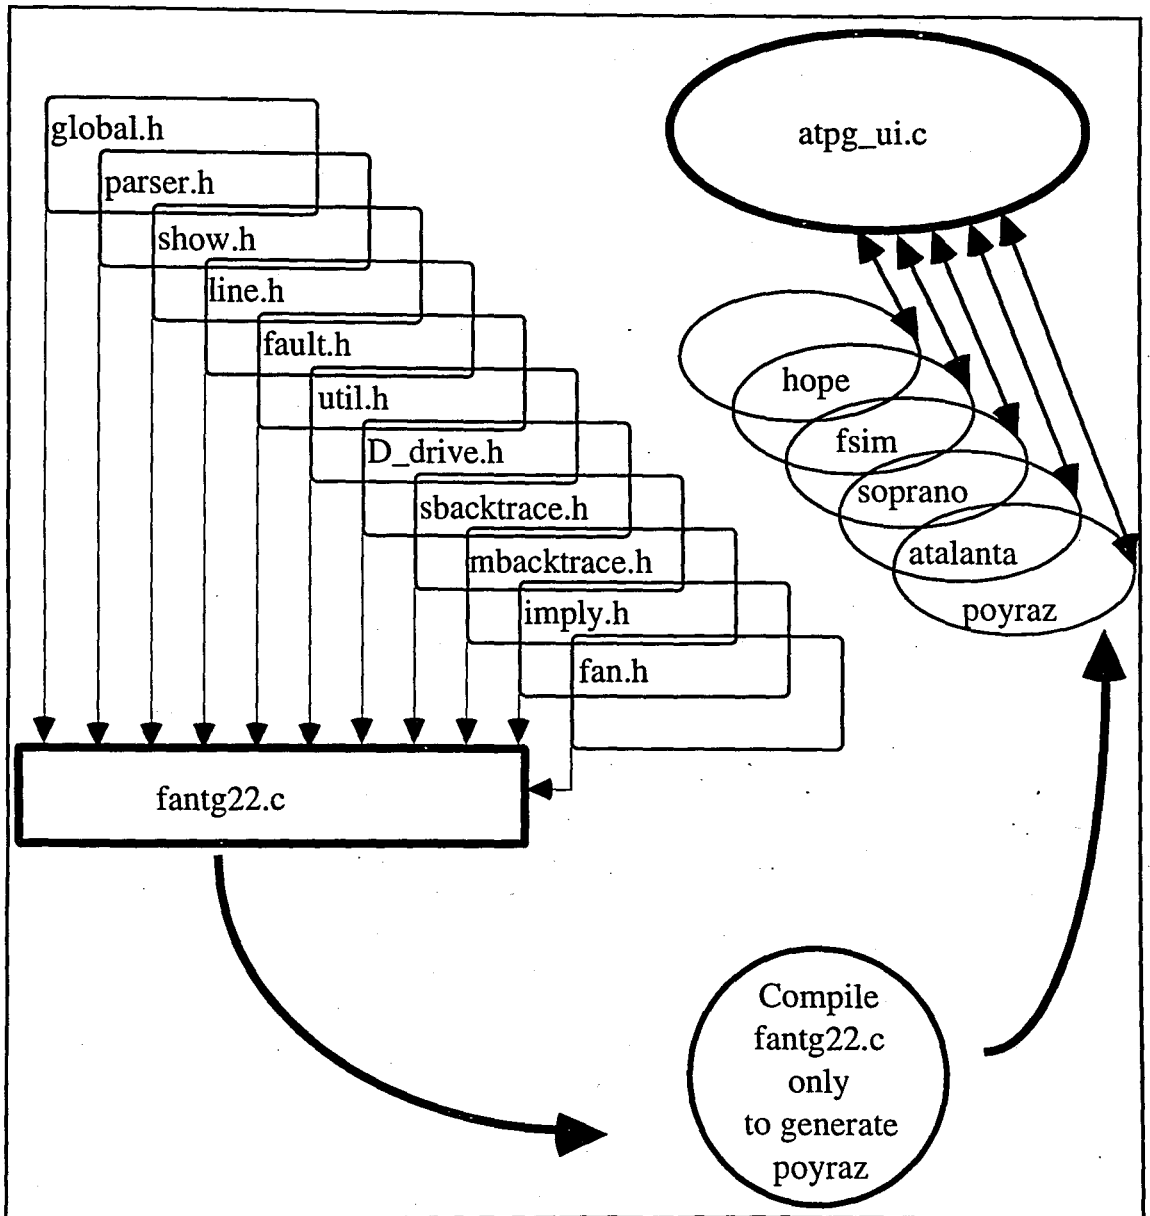 global.h
parser.h
show.h
line.h
fault.h
util.h
D_drive.h
sbacktrace.h
mbacktrace.h
imply.h
fan.h
fantg22.c
atpg_ui.c
hope
fsim
soprano
atalanta
poyraz
Compile
fantg22.c
only
to generate
poyraz